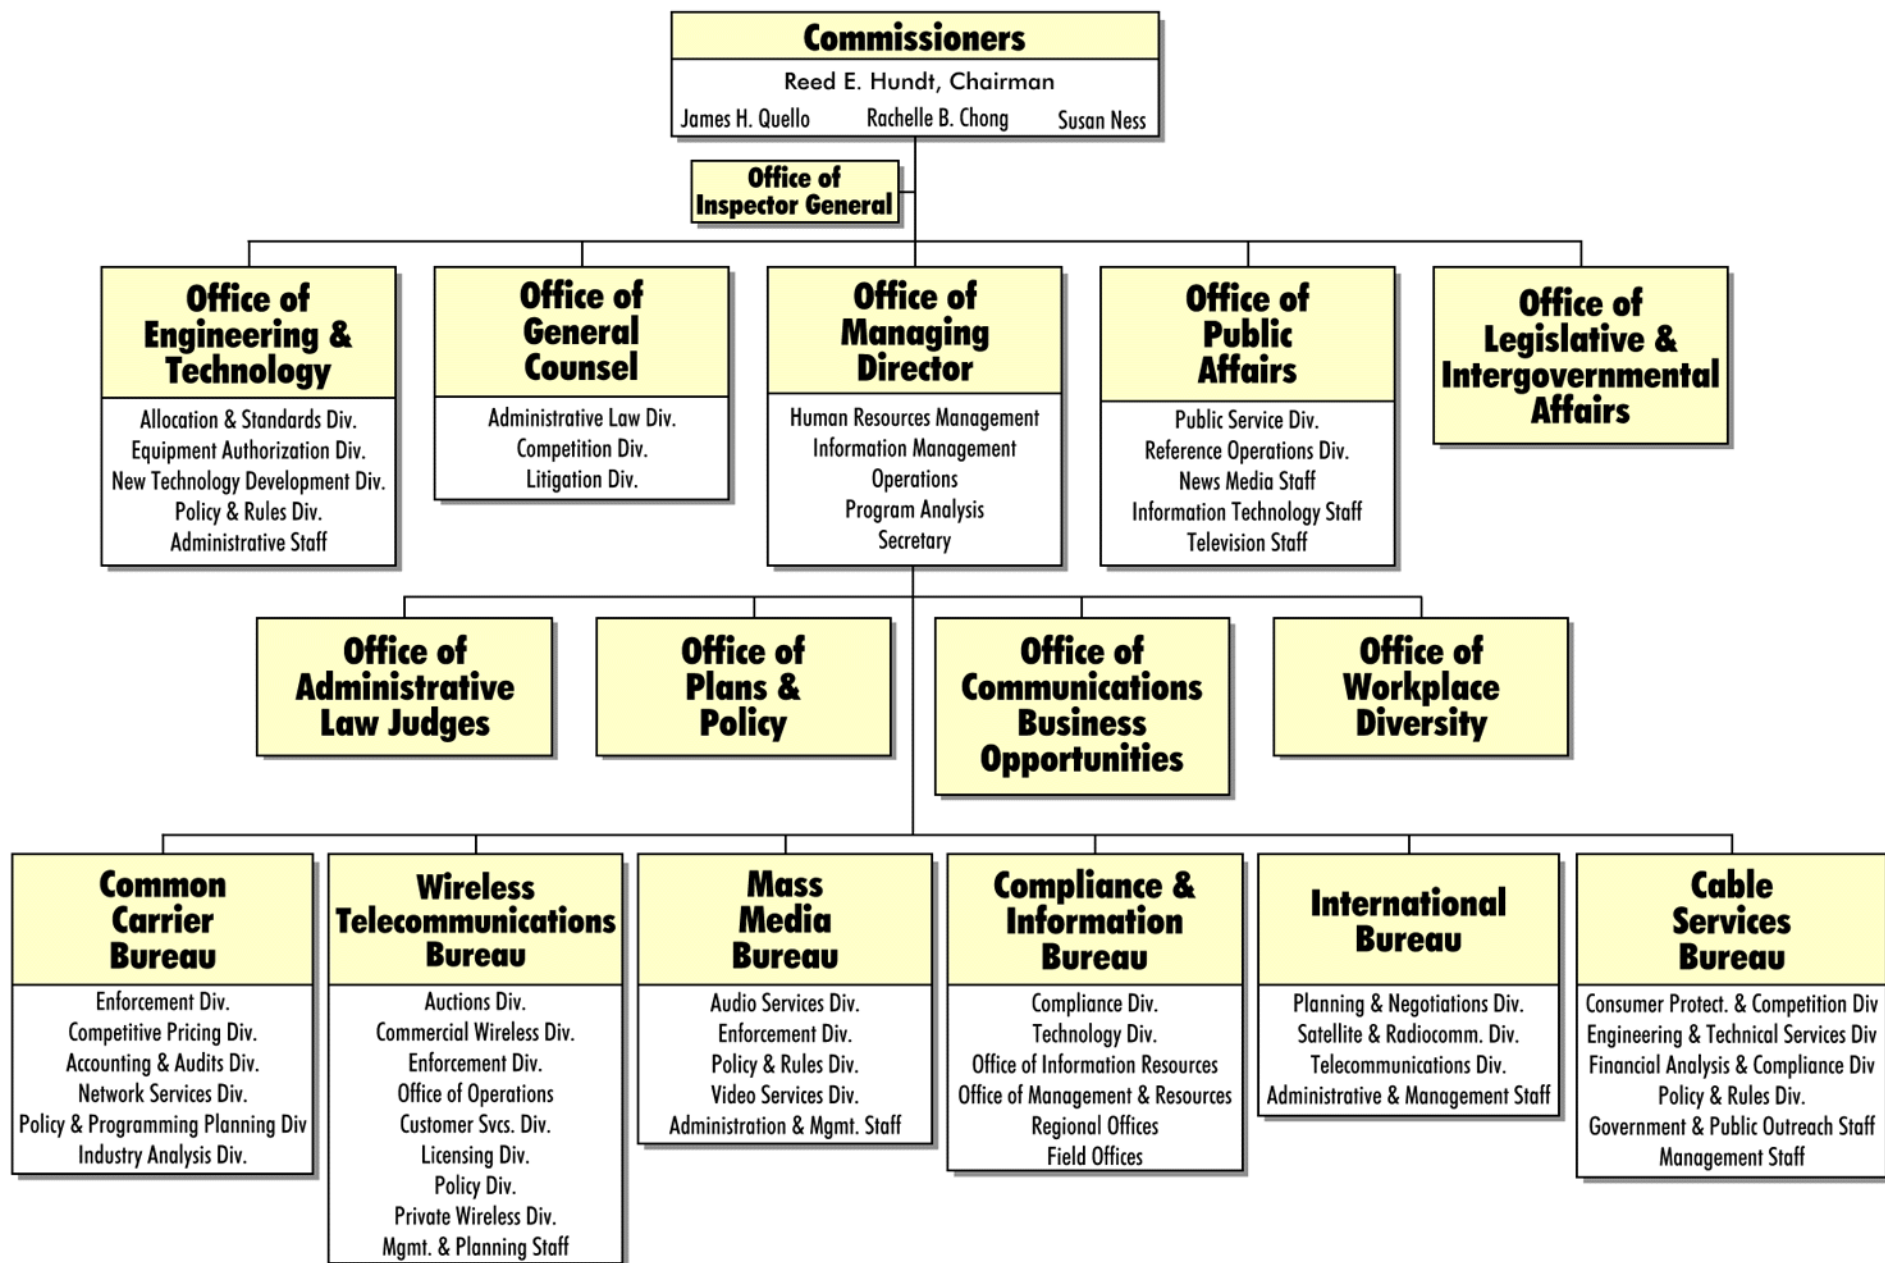 Commissioners
Reed E. Hundt, Chairman
James H. Quello Rachelle B. Chong Susan Ness
Office of
Inspector General
Office of
Engineering &
Technology
Allocation & Standards Div.
Equipment Authorization Div.
New Technology Development Div.
Policy & Rules Div.
Administrative Staff
Office of
General
Counsel
Administrative Law Div.
Competition Div.
Litigation Div.
Office of
Managing
Director
Human Resources Management
Information Management
Operations
Program Analysis
Secretary
Office of
Public
Affairs
Public Service Div.
Reference Operations Div.
News Media Staff
Information Technology Staff
Television Staff
Office of
Legislative &
Intergovernmental
Affairs
Office of
Administrative
Law Judges
Office of
Plans &
Policy
Office of
Communications
Business
Opportunities
Office of
Workplace
Diversity
Common
Carrier
Bureau
Enforcement Div.
Competitive Pricing Div.
Accounting & Audits Div.
Network Services Div.
Policy & Programming Planning Div
Industry Analysis Div.
Wireless
Telecommunications
Bureau
Auctions Div.
Commercial Wireless Div.
Enforcement Div.
Office of Operations
Customer Svcs. Div.
Licensing Div.
Policy Div.
Private Wireless Div.
Mgmt. & Planning Staff
Mass
Media
Bureau
Audio Services Div.
Enforcement Div.
Policy & Rules Div.
Video Services Div.
Administration & Mgmt. Staff
Compliance &
Information
Bureau
Compliance Div.
Technology Div.
Office of Information Resources
Office of Management & Resources
Regional Offices
Field Offices
International
Bureau
Planning & Negotiations Div.
Satellite & Radiocomm. Div.
Telecommunications Div.
Administrative & Management Staff
Cable
Services
Bureau
Consumer Protect. & Competition Div
Engineering & Technical Services Div
Financial Analysis & Compliance Div
Policy & Rules Div.
Government & Public Outreach Staff
Management Staff